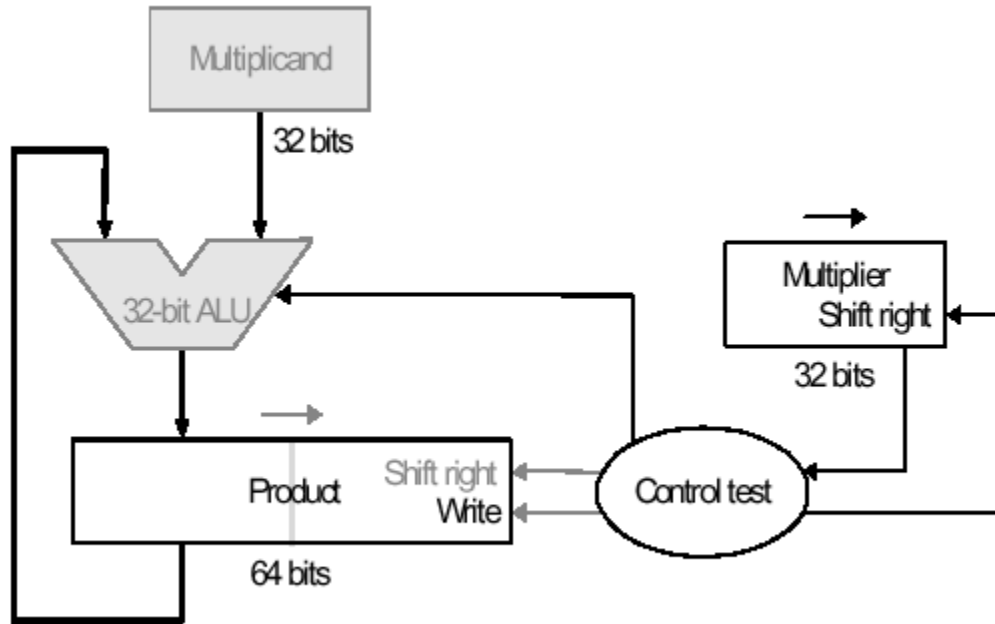 Multiplicand
32 bits
32-bit ALU
Multiplier
Shift right
32 bits
Shift right
Product
Write
Control test
64 bits